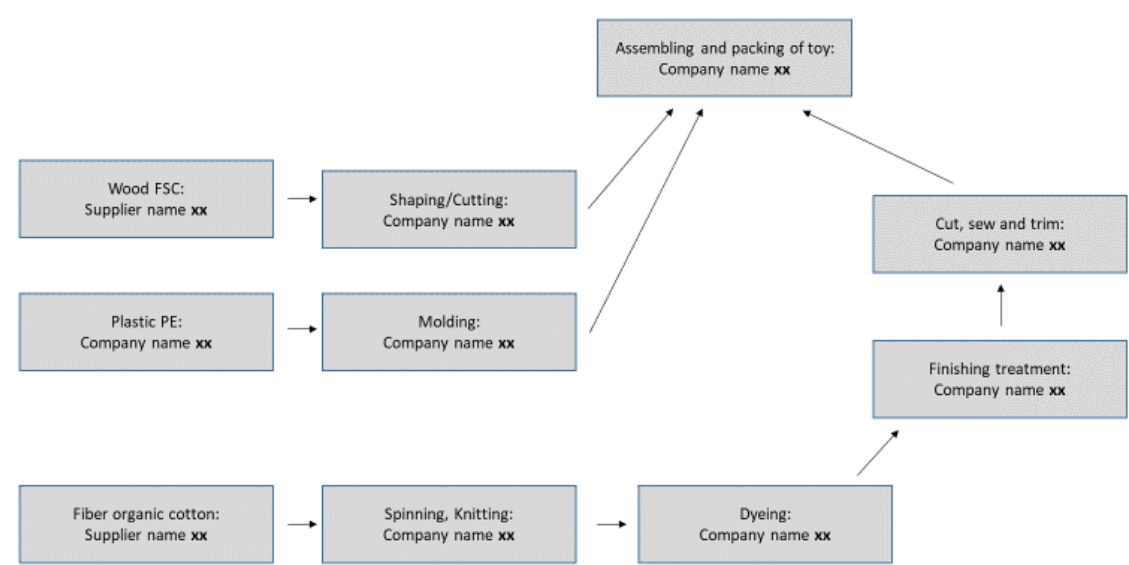 Assembling and packing of toy:
Company name xx
Wood FSC:
Supplier name xx
Shaping/Cutting:
Company name xx
Cut, sew and trim:
Company name xx
Plastic PE:
Company name xx
Molding:
Company name xx
Finishing treatment:
Company name xx
Fiber organic cotton:
Supplier name xx
Spinning, Knitting:
Company name xx
Dyeing:
Company name xx